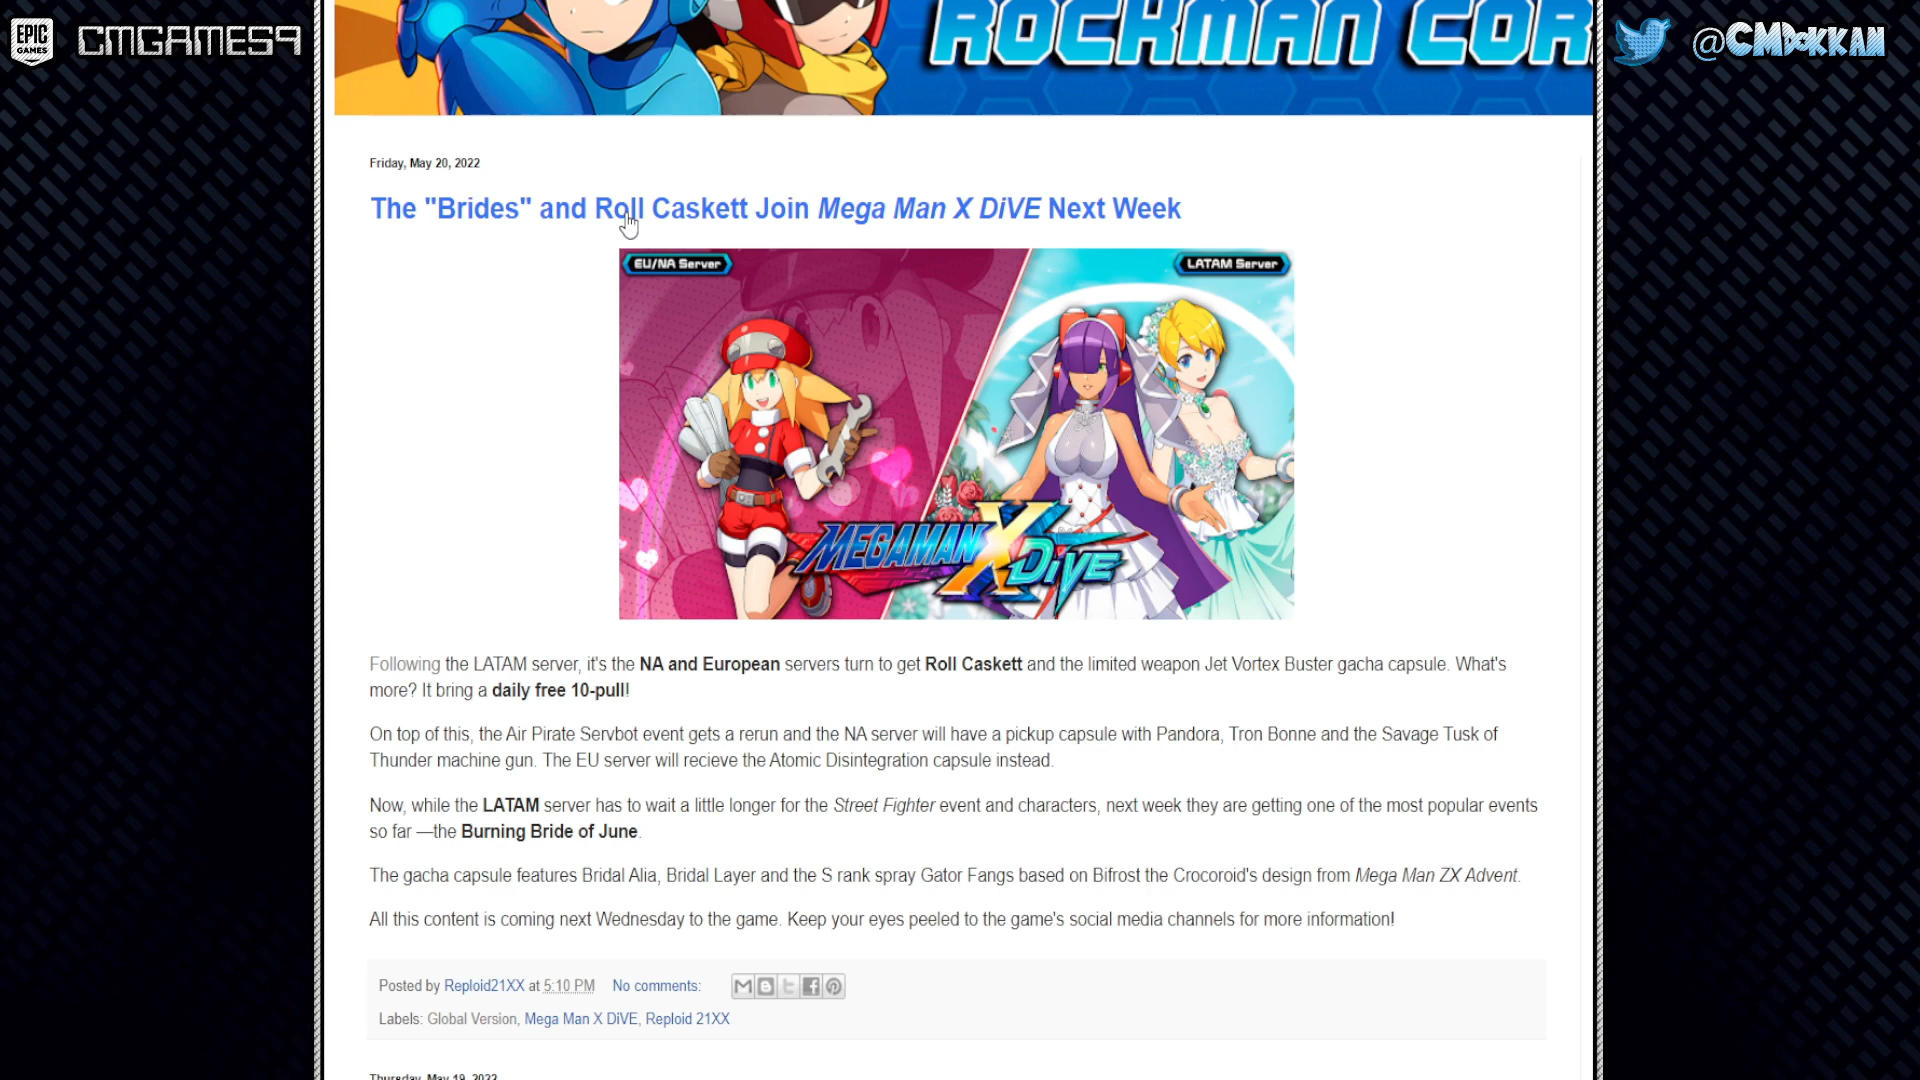 EPIC GAMES
CMGAMES9
ROCKMAN COR
@CMDOKKAN
Friday, May 20, 2022
The "Brides" and Roll Caskett Join Mega Man X DiVE Next Week
EU/NA Server
LATAM Server
MEGAMAN X DiVE
Following the LATAM server, it's the NA and European servers turn to get Roll Caskett and the limited weapon Jet Vortex Buster gacha capsule. What's
more? It bring a daily free 10-pull!
On top of this, the Air Pirate Servbot event gets a rerun and the NA server will have a pickup capsule with Pandora, Tron Bonne and the Savage Tusk of
Thunder machine gun. The EU server will recieve the Atomic Disintegration capsule instead.
Now, while the LATAM server has to wait a little longer for the Street Fighter event and characters, next week they are getting one of the most popular events
so far —the Burning Bride of June.
The gacha capsule features Bridal Alia, Bridal Layer and the S rank spray Gator Fangs based on Bifrost the Crocoroid's design from Mega Man ZX Advent.
All this content is coming next Wednesday to the game. Keep your eyes peeled to the game's social media channels for more information!
Posted by Reploid21XX at 5:10 PM No comments:
Labels: Global Version, Mega Man X DiVE, Reploid 21XX
Thursday, May 19, 2022